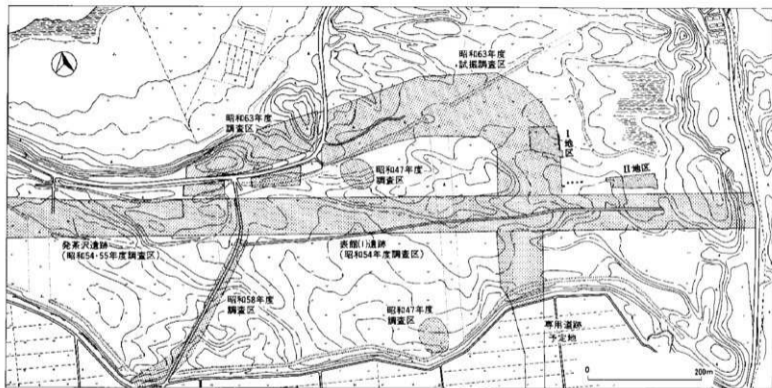 昭和63年度
試掘調査区
昭和63年度
調査区
I
地
区
昭和47年度
調査区
II地区
発茶沢遺跡
(昭和54・55年度調査区)
表館(1)遺跡
(昭和54年度調査区)
昭和58年度
調査区
昭和47年度
調査区
専用道路
予定地
0
200m